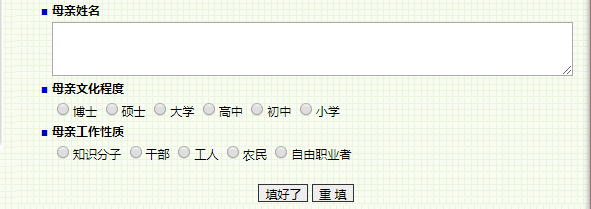 母亲姓名
母亲文化程度
博士 硕士 大学 高中 初中 小学
母亲工作性质
知识分子 干部 工人 农民 自由职业者
填好了 重 填